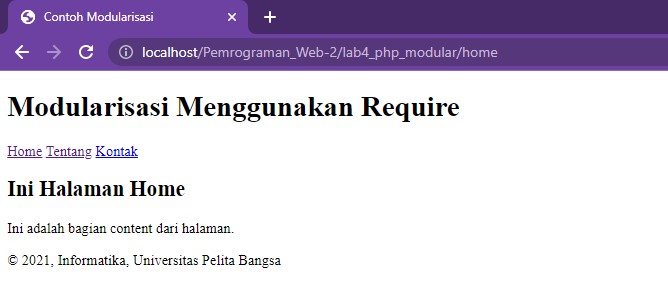 Contoh Modularisasi
localhost/Pemrograman_Web-2/lab4_php_modular/home
Modularisasi Menggunakan Require
Home Tentang Kontak
Ini Halaman Home
Ini adalah bagian content dari halaman.
© 2021, Informatika, Universitas Pelita Bangsa